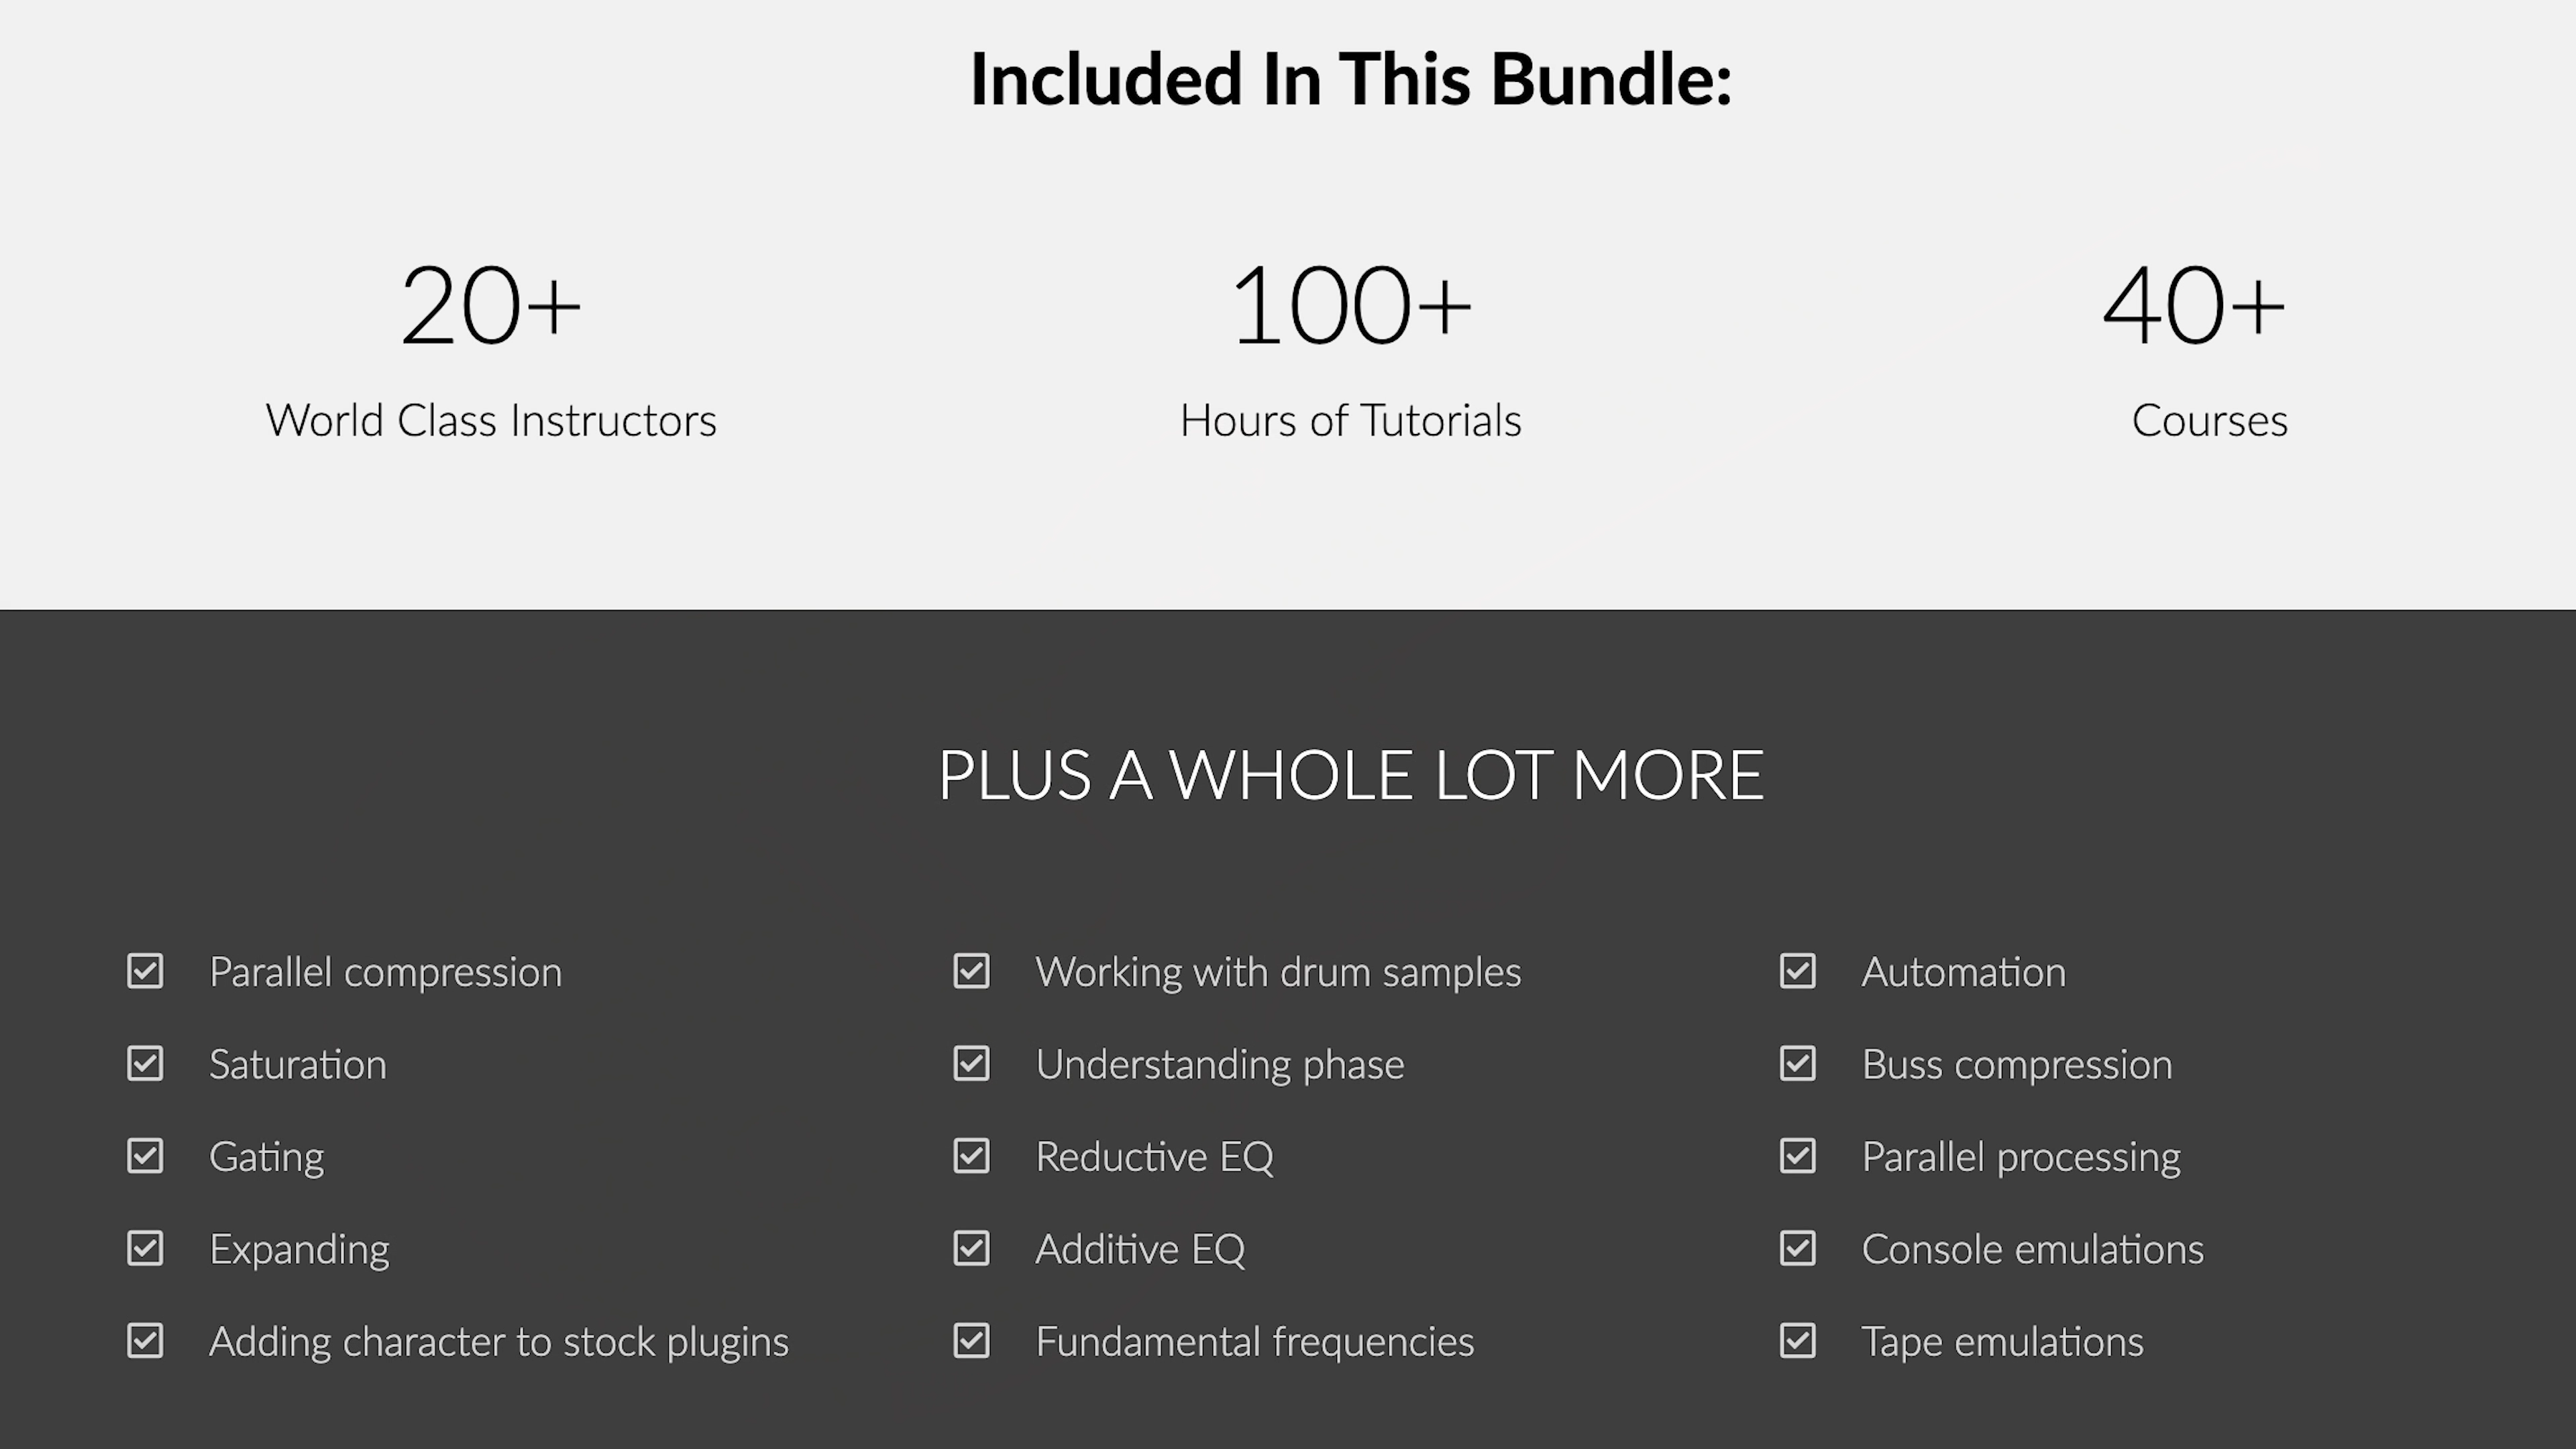 Included In This Bundle:
20+
100+
40+
World Class Instructors
Hours of Tutorials
Courses
PLUS A WHOLE LOT MORE
Parallel compression
Saturation
Gating
Expanding
Adding character to stock plugins
Working with drum samples
Understanding phase
Reductive EQ
Additive EQ
Fundamental frequencies
Automation
Buss compression
Parallel processing
Console emulations
Tape emulations